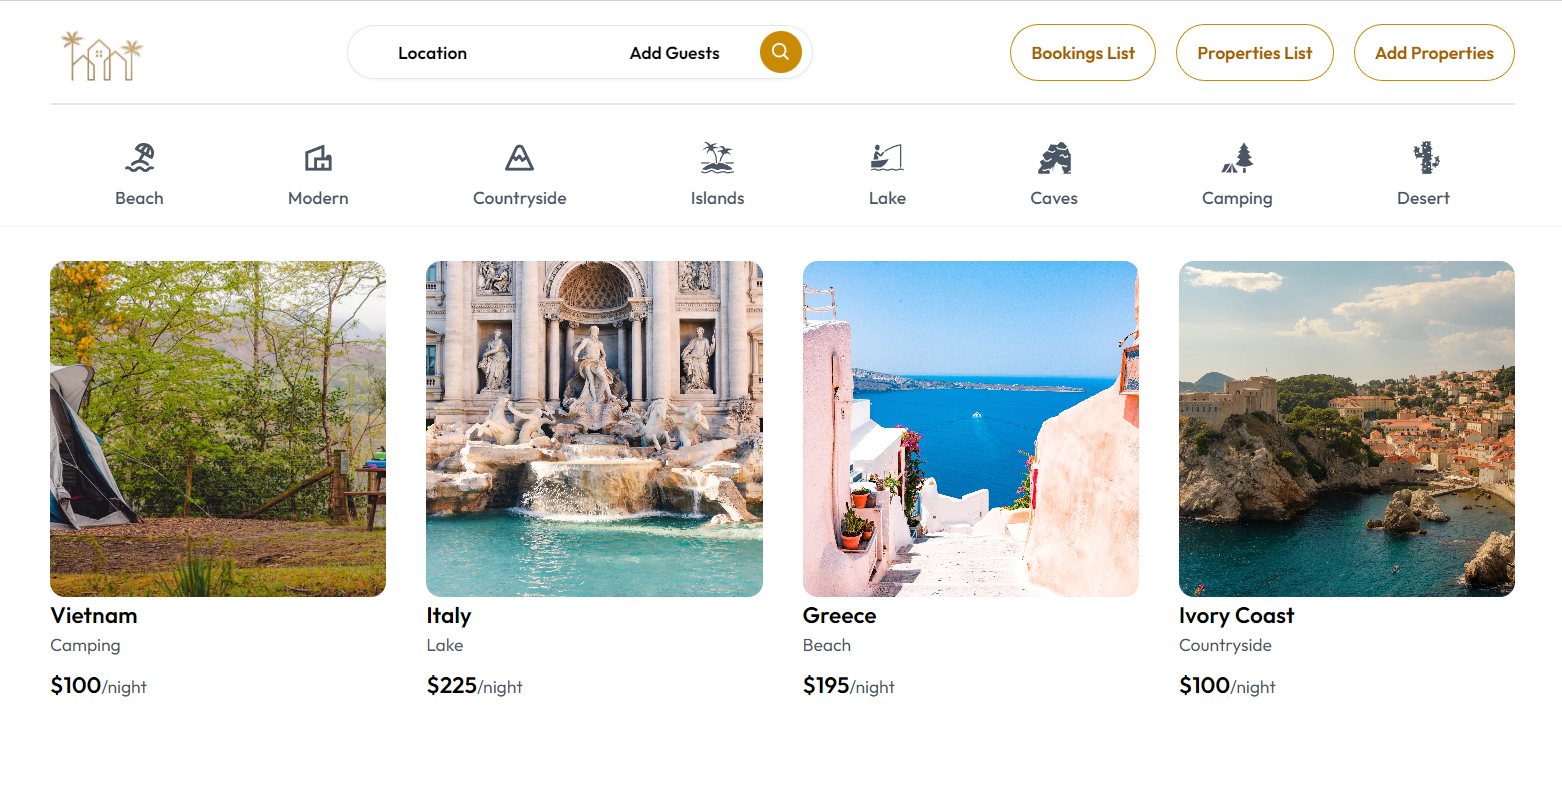 Location
Add Guests
Bookings List
Properties List
Add Properties
Beach
Modern
Countryside
Islands
Lake
Caves
Camping
Desert
Vietnam
Camping
$100/night
Italy
Lake
$225/night
Greece
Beach
$195/night
Ivory Coast
Countryside
$100/night